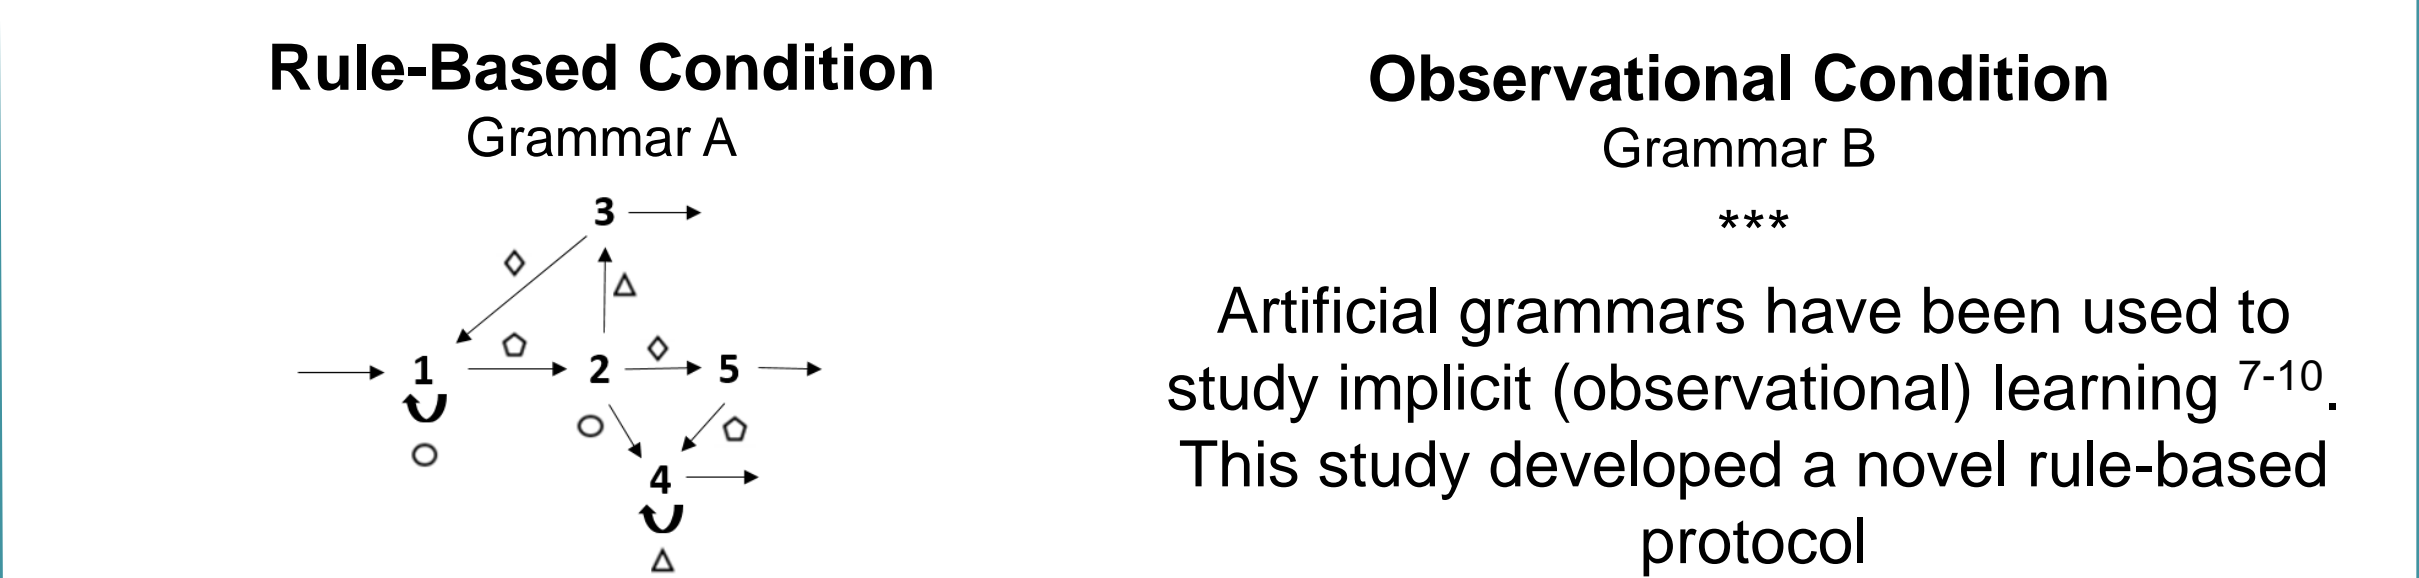 Rule-Based Condition
Grammar A
3
1
2
5
4
Observational Condition
Grammar B
***
Artificial grammars have been used to
study implicit (observational) learning 7-10.
This study developed a novel rule-based
protocol